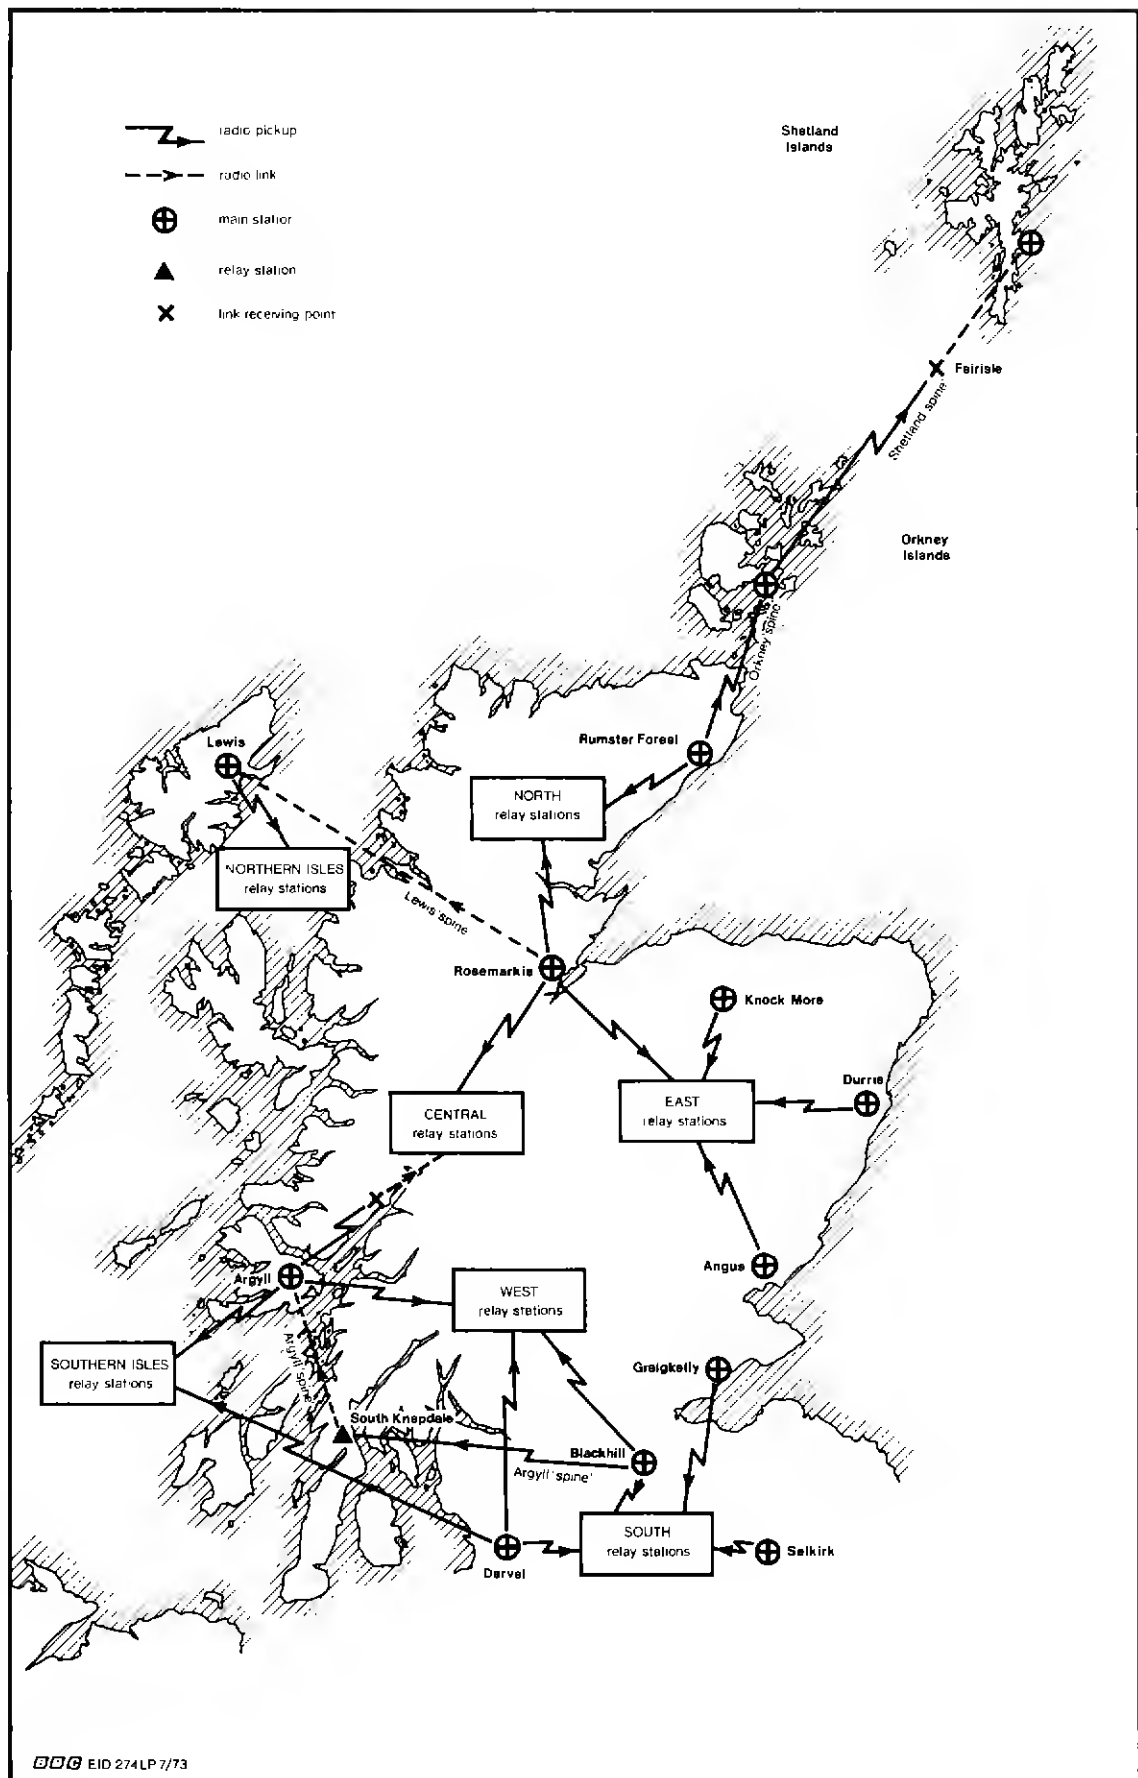 radio pickup
radio link
main station
relay station
link receiving point
Shetland
Islands
Fairisle
Shetland spine'
Orkney
Islands
Orkney spine'
Rumster Forest
Lewis
NORTH
relay stations
NORTHERN ISLES
relay stations
Lewis spine
Rosemarkie
Knock More
Durris
CENTRAL
relay stations
EAST
relay stations
Argyll
Angus
WEST
relay stations
Argyll spine'
SOUTHERN ISLES
relay stations
Graigkelly
South Knapdale
Blackhill
Argyll 'spine'
SOUTH
relay stations
Darvel
Selkirk
BBC EID 274LP 7/73